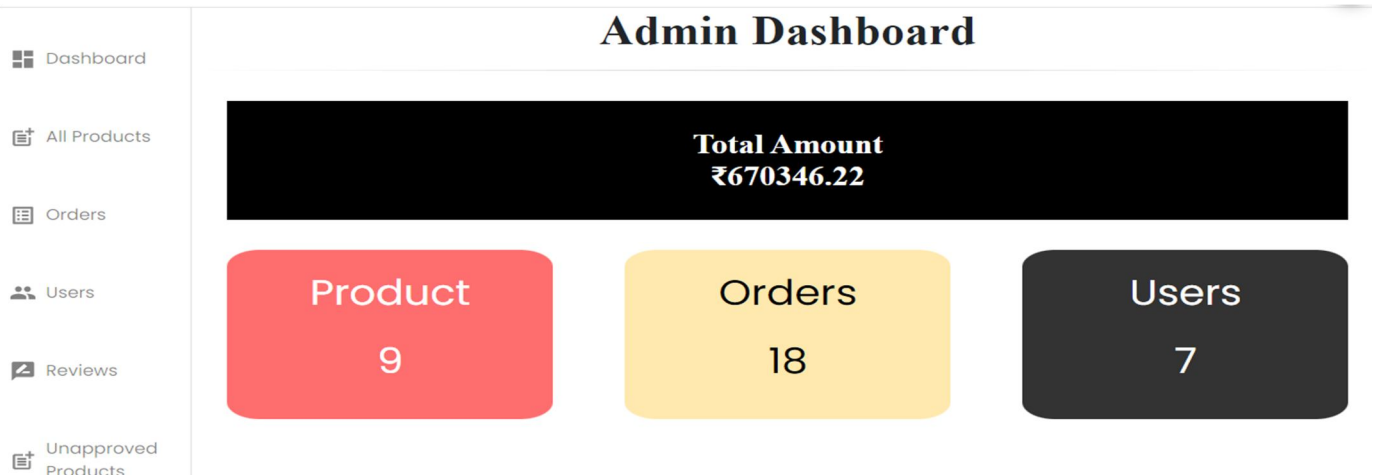 Admin Dashboard
Dashboard
All Products
Orders
Users
Reviews
Unapproved
Products
Total Amount
₹670346.22
Product
9
Orders
18
Users
7